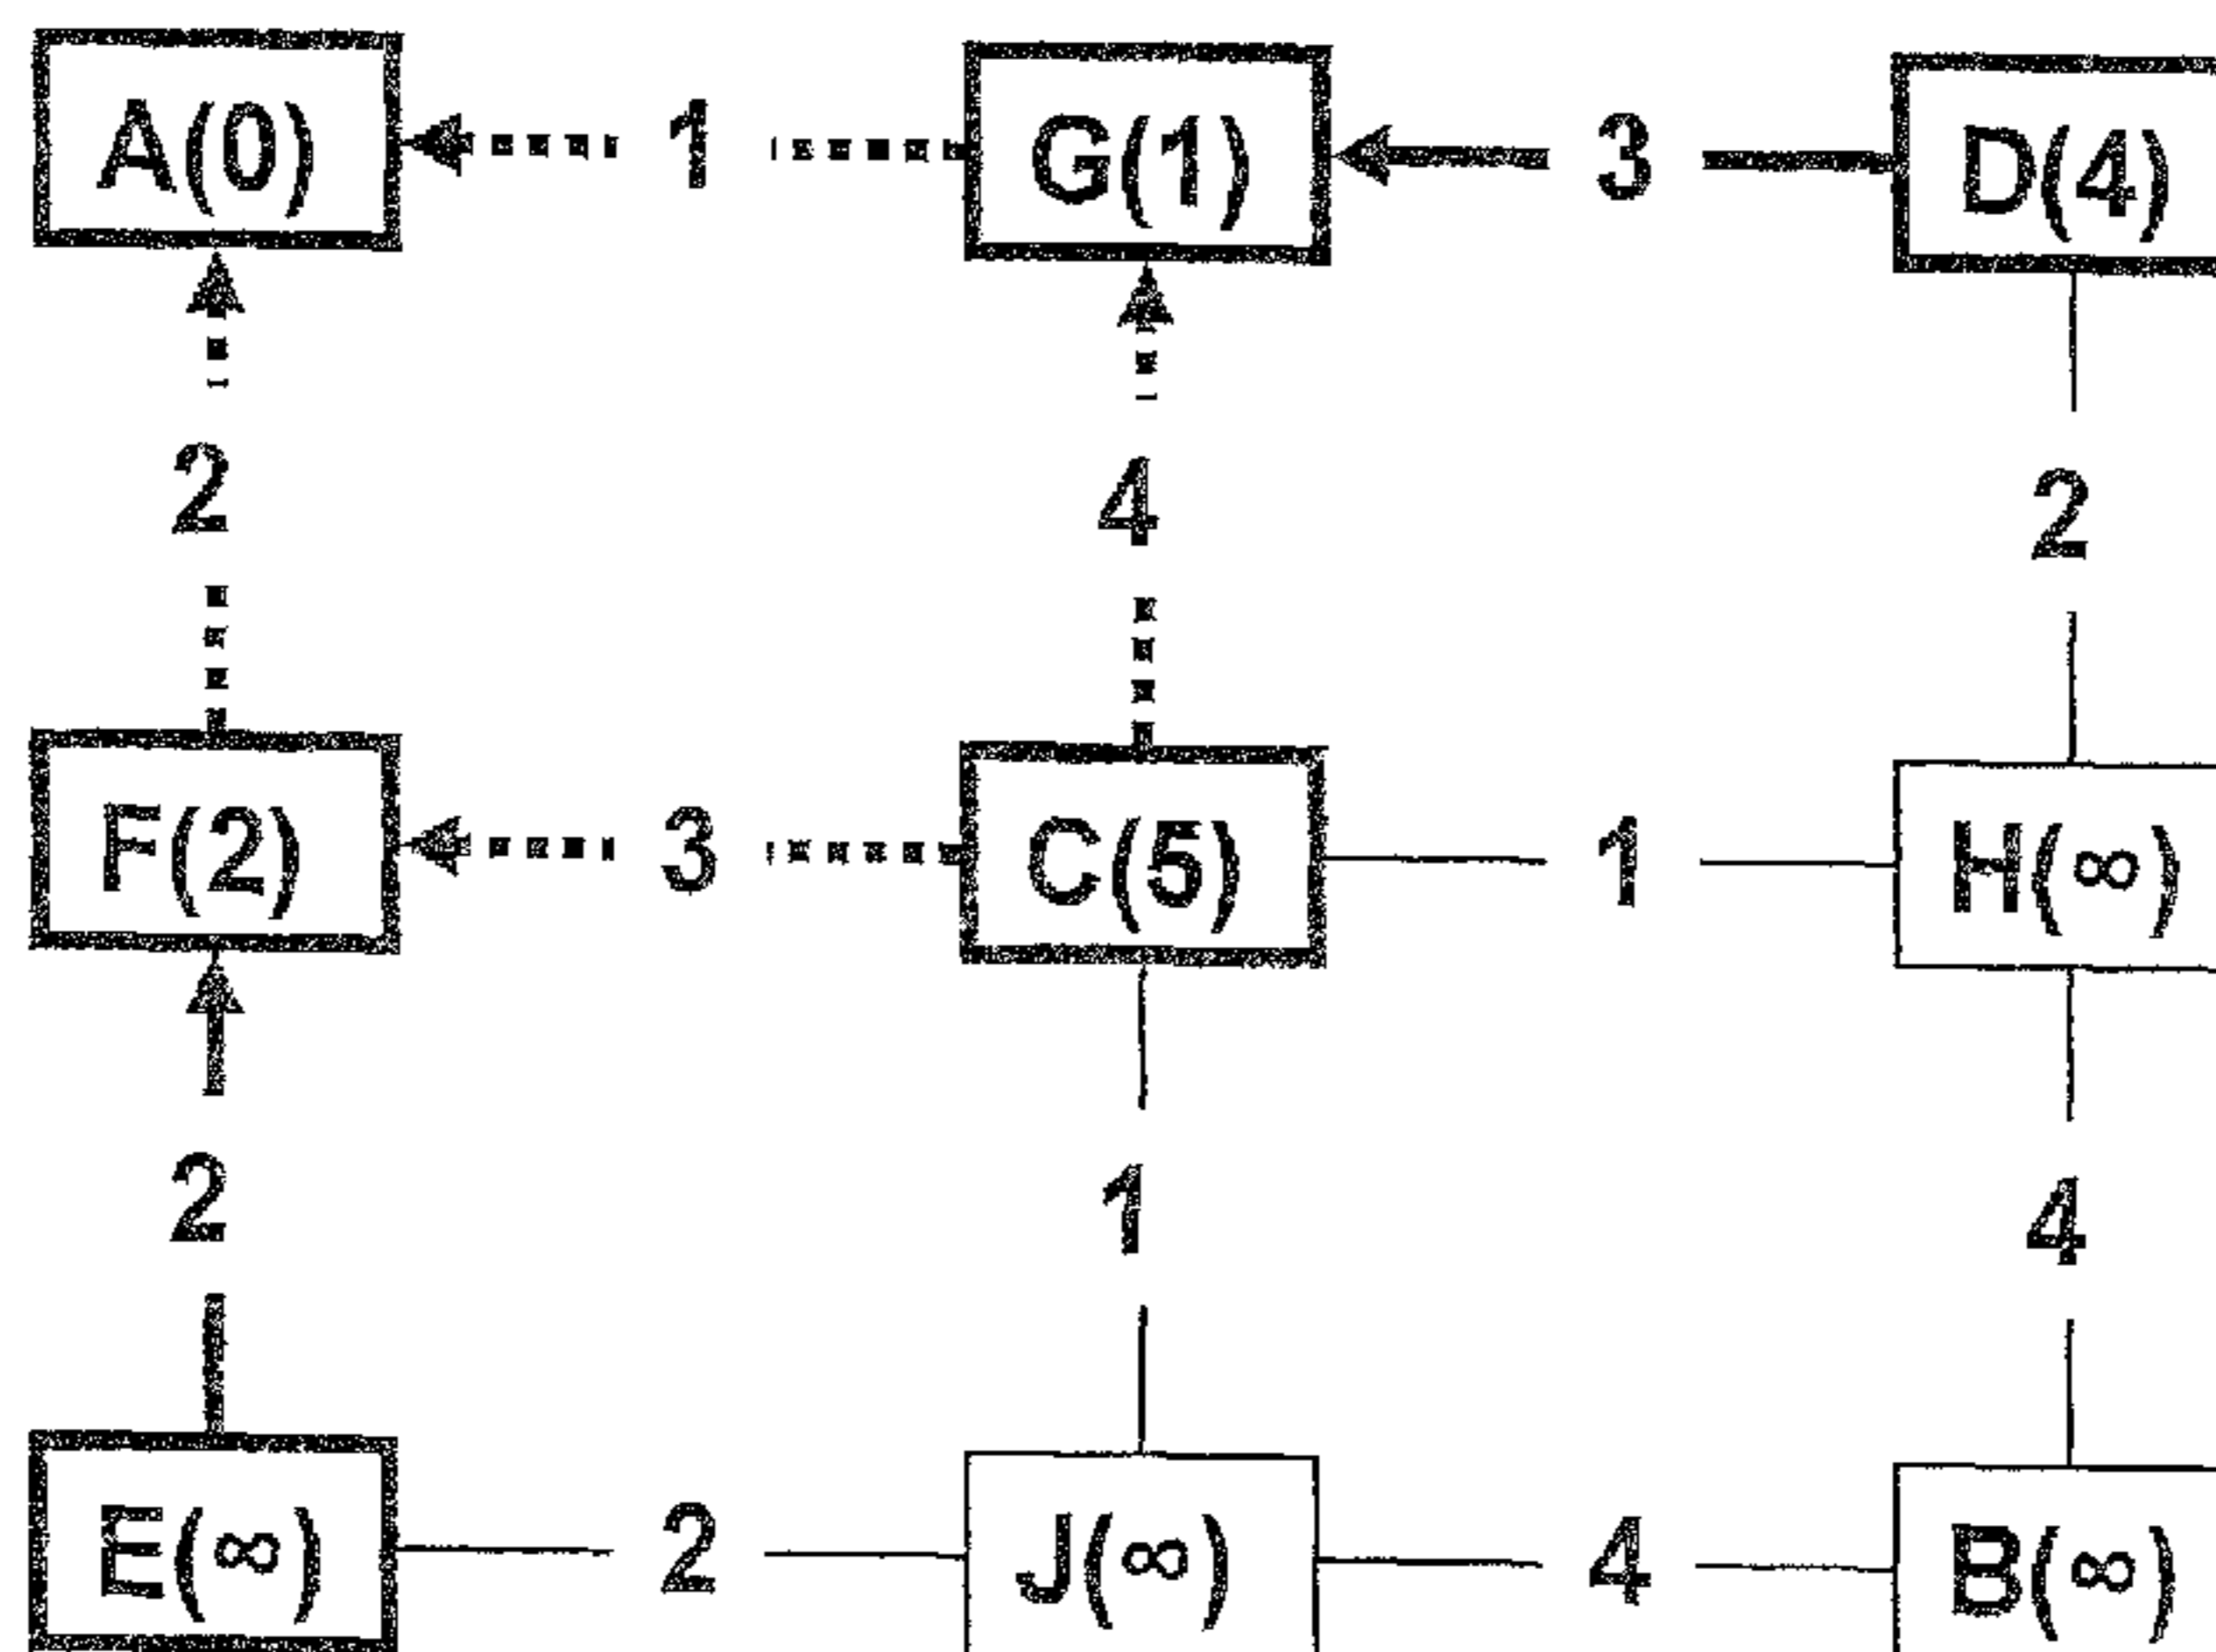 A(0) 1 G(1) 3 D(4)
2 4 2
F(2) 3 C(5) 1 H(∞)
2 1 4
E(∞) 2 J(∞) 4 B(∞)